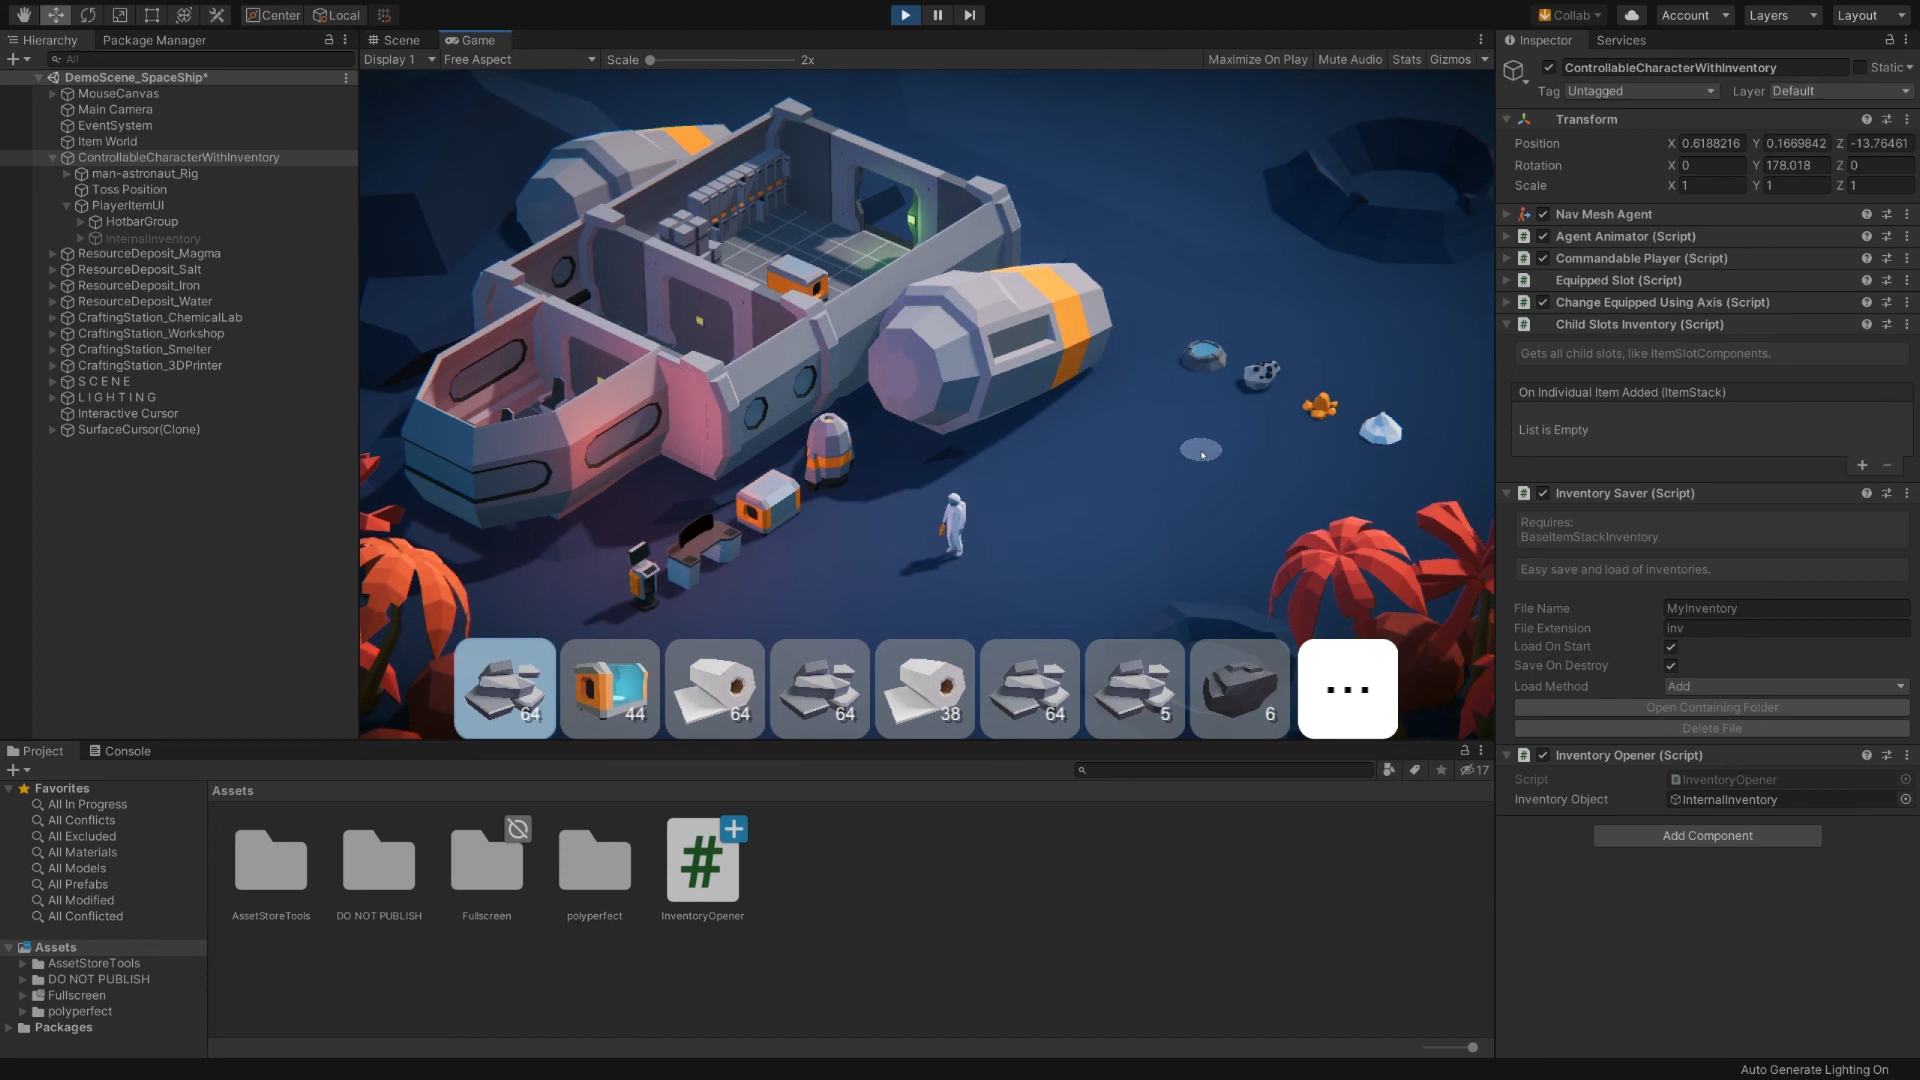 Center
Local
Collab
Account
Layers
Layout
Hierarchy
Package Manager
All
DemoScene_SpaceShip*
MouseCanvas
Main Camera
EventSystem
Item World
ControllableCharacterWithInventory
man-astronaut_Rig
Toss Position
PlayerItemUI
HotbarGroup
InternalInventory
ResourceDeposit_Magma
ResourceDeposit_Salt
ResourceDeposit_Iron
ResourceDeposit_Water
CraftingStation_ChemicalLab
CraftingStation_Workshop
CraftingStation_Smelter
CraftingStation_3DPrinter
S C E N E
L I G H T I N G
Interactive Cursor
SurfaceCursor(Clone)
Scene
Game
Display 1
Free Aspect
Scale
2x
Maximize On Play
Mute Audio
Stats
Gizmos
64
44
64
64
38
64
5
6
...
Inspector
Services
ControllableCharacterWithInventory
Static
Tag
Untagged
Layer
Default
Transform
Position
X 0.6188216
Y 0.1669842
Z -13.76461
Rotation
X 0
Y 178.018
Z 0
Scale
X 1
Y 1
Z 1
Nav Mesh Agent
Agent Animator (Script)
Commandable Player (Script)
Equipped Slot (Script)
Change Equipped Using Axis (Script)
Child Slots Inventory (Script)
Gets all child slots, like ItemSlotComponents.
On Individual Item Added (ItemStack)
List is Empty
+ −
Inventory Saver (Script)
Requires:
BaseItemStackInventory
Easy save and load of inventories.
File Name
MyInventory
File Extension
inv
Load On Start
Save On Destroy
Load Method
Add
Open Containing Folder
Delete File
Inventory Opener (Script)
Script
InventoryOpener
Inventory Object
InternalInventory
Add Component
Project
Console
17
Favorites
All In Progress
All Conflicts
All Excluded
All Materials
All Models
All Prefabs
All Modified
All Conflicted
Assets
AssetStoreTools
DO NOT PUBLISH
Fullscreen
polyperfect
Packages
Assets
AssetStoreTools
DO NOT PUBLISH
Fullscreen
polyperfect
InventoryOpener
Auto Generate Lighting On